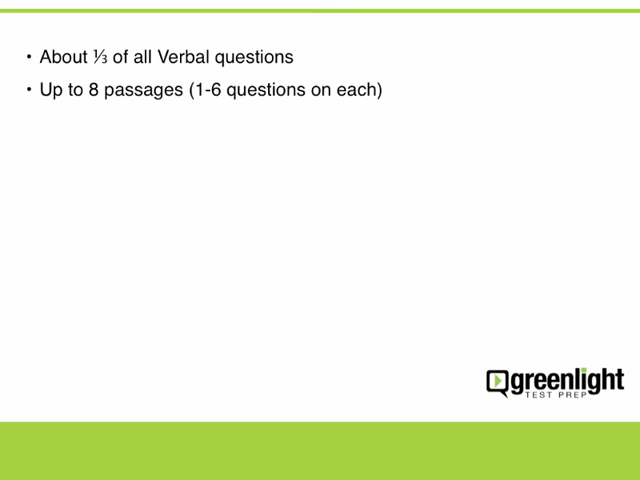 • About ⅓ of all Verbal questions
• Up to 8 passages (1-6 questions on each)
greenlight
TEST PREP